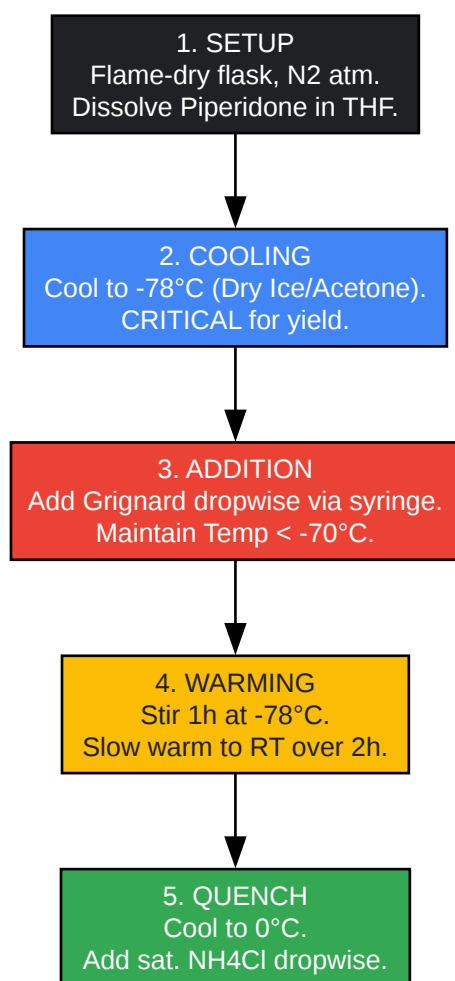 1. SETUP
Flame-dry flask, N2 atm.
Dissolve Piperidone in THF.
2. COOLING
Cool to -78°C (Dry Ice/Acetone).
CRITICAL for yield.
3. ADDITION
Add Grignard dropwise via syringe.
Maintain Temp < -70°C.
4. WARMING
Stir 1h at -78°C.
Slow warm to RT over 2h.
5. QUENCH
Cool to 0°C.
Add sat. NH4Cl dropwise.